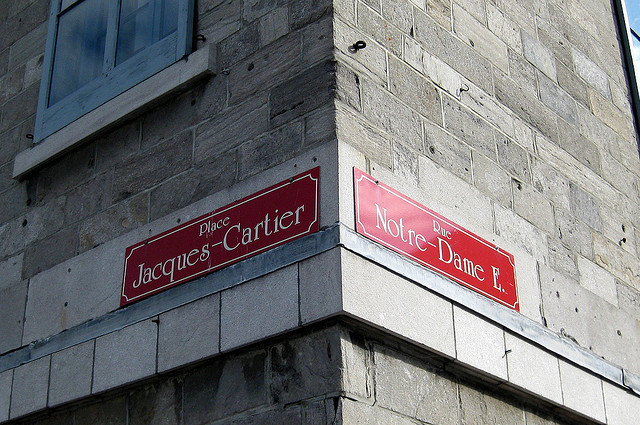 Place
Jacques-Cartier
Rue
Notre-Dame E.